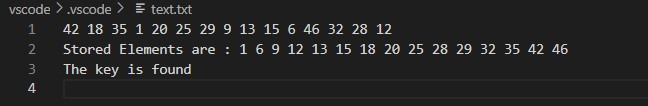 vscode > .vscode > text.txt
1 42 18 35 1 20 25 29 9 13 15 6 46 32 28 12
2 Stored Elements are : 1 6 9 12 13 15 18 20 25 28 29 32 35 42 46
3 The key is found
4